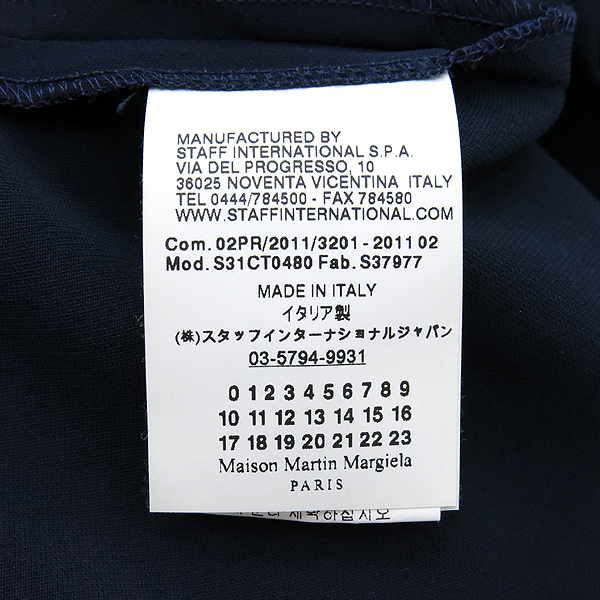 MANUFACTURED BY
STAFF INTERNATIONAL S.P.A.
VIA DEL PROGRESSO, 10
36025 NOVENTA VICENTINA ITALY
TEL 0444/784500 - FAX 784580
WWW.STAFFINTERNATIONAL.COM
Com. 02PR/2011/3201 - 2011 02
Mod. S31CT0480 Fab. S37977
MADE IN ITALY
イタリア製
(株)スタッフインターナショナルジャパン
03-5794-9931
0 1 2 3 4 5 6 7 8 9
10 11 12 13 14 15 16
17 18 19 20 21 22 23
Maison Martin Margiela
PARIS
하십시오